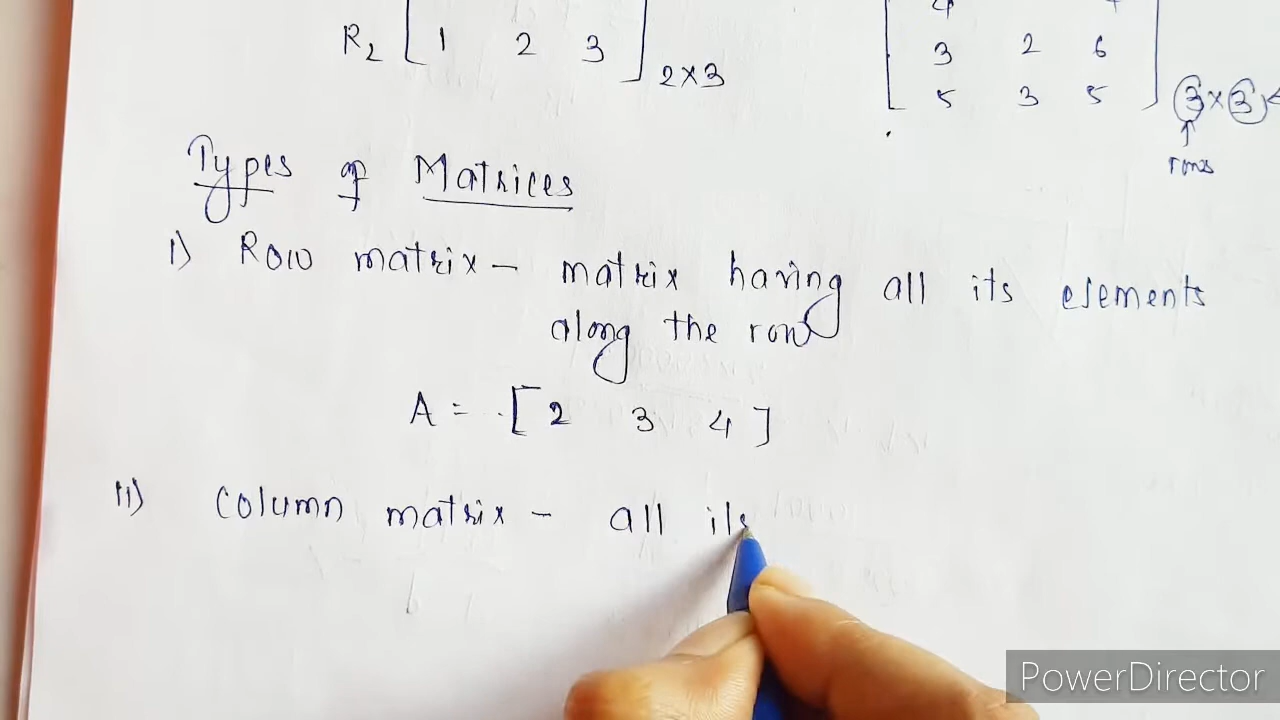 R2 [ 1 2 3 ] 2×3
3 2 6
5 3 5 3×3
rows
Types of Matrices
i) Row matrix - matrix having all its elements
along the row
A = [ 2 3 4 ]
ii) Column matrix - all its
PowerDirector